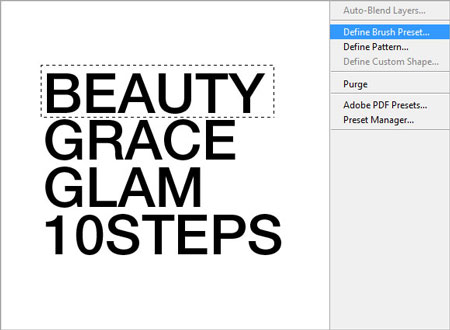 BEAUTY
GRACE
GLAM
10STEPS
Auto-Blend Layers...
Define Brush Preset...
Define Pattern...
Define Custom Shape...
Purge
Adobe PDF Presets...
Preset Manager...